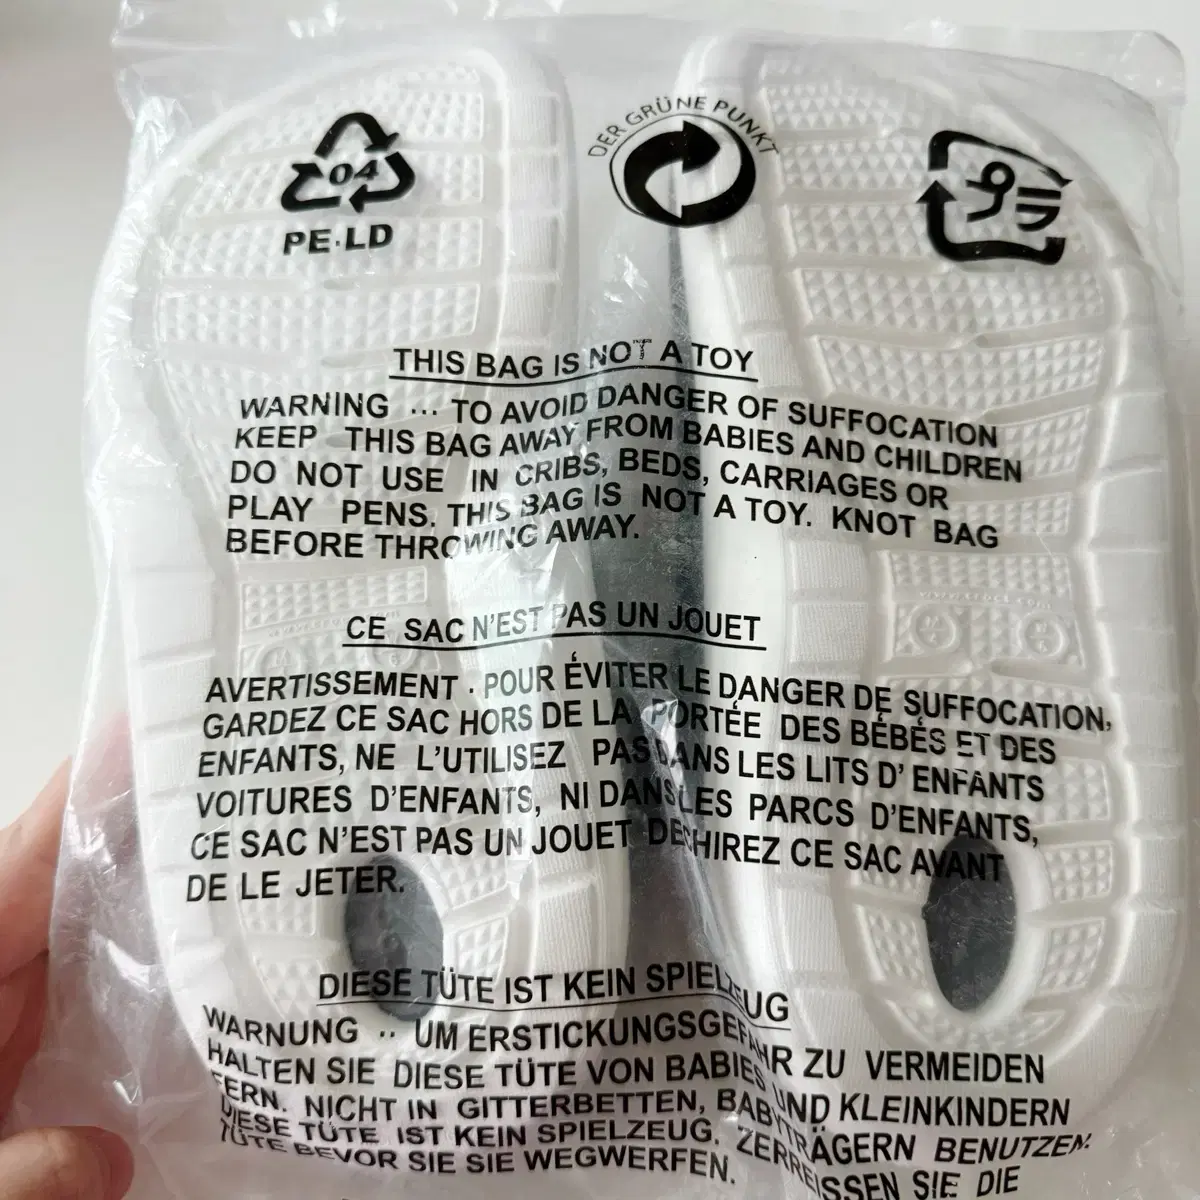 04
PE-LD
DER GRÜNE PUNKT
プラ
THIS BAG IS NOT A TOY
WARNING ... TO AVOID DANGER OF SUFFOCATION
KEEP THIS BAG AWAY FROM BABIES AND CHILDREN
DO NOT USE IN CRIBS, BEDS, CARRIAGES OR
PLAY PENS. THIS BAG IS NOT A TOY. KNOT BAG
BEFORE THROWING AWAY.
CE SAC N'EST PAS UN JOUET
AVERTISSEMENT . POUR ÉVITER LE DANGER DE SUFFOCATION,
GARDEZ CE SAC HORS DE LA PORTÉE DES BÉBÉS ET DES
ENFANTS, NE L'UTILISEZ PAS DANS LES LITS D' ENFANTS
VOITURES D'ENFANTS, NI DANS LES PARCS D'ENFANTS,
CE SAC N'EST PAS UN JOUET DECHIREZ CE SAC AVANT
DE LE JETER.
DIESE TÜTE IST KEIN SPIELZEUG
WARNUNG .. UM ERSTICKUNGSGEFAHR ZU VERMEIDEN
HALTEN SIE DIESE TÜTE VON BABIES UND KLEINKINDERN
FERN. NICHT IN GITTERBETTEN, BABYTRÄGERN BENUTZEN.
DIESE TÜTE IST KEIN SPIELZEUG. ZERREISSEN SIE DIE
TÜTE BEVOR SIE SIE WEGWERFEN.